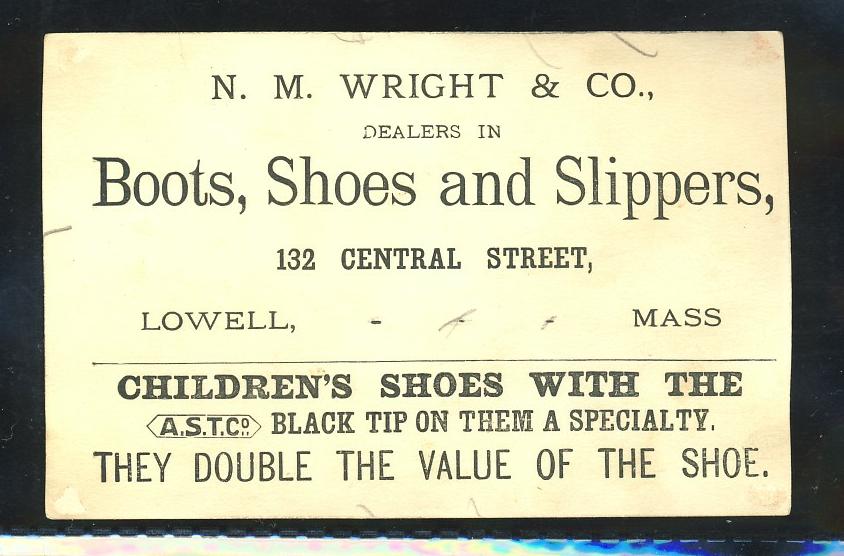 N. M. WRIGHT & CO.,
DEALERS IN
Boots, Shoes and Slippers,
132 CENTRAL STREET,
LOWELL, - - - MASS
CHILDREN'S SHOES WITH THE
A.S.T.Co. BLACK TIP ON THEM A SPECIALTY.
THEY DOUBLE THE VALUE OF THE SHOE.